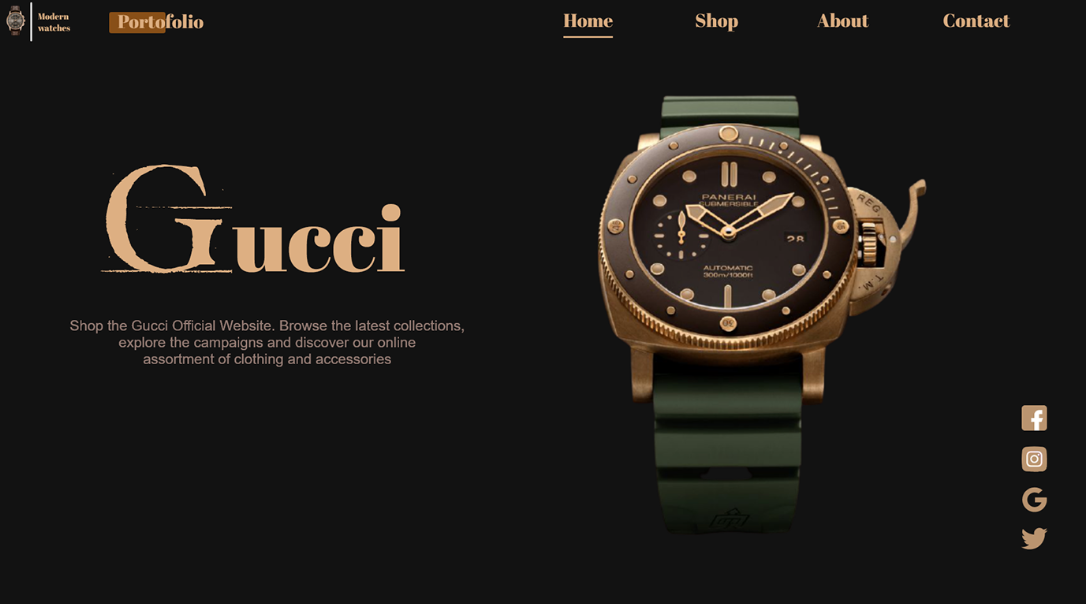 Modern
watches
Portofolio
Home
Shop
About
Contact
Gucci
Shop the Gucci Official Website. Browse the latest collections,
explore the campaigns and discover our online
assortment of clothing and accessories
PANERAI
SUBMERSIBLE
28
AUTOMATIC
300m/1000ft
REG.
T.M.